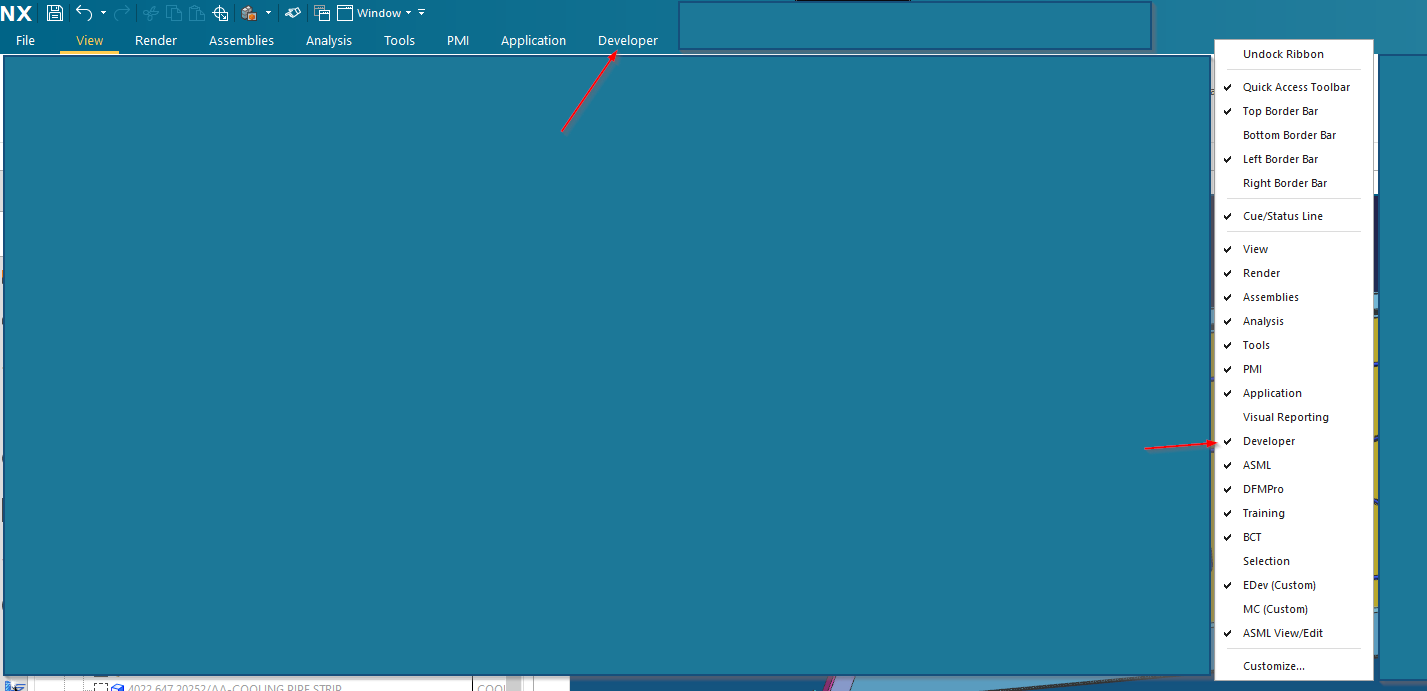 NX Window
File View Render Assemblies Analysis Tools PMI Application Developer
Undock Ribbon
Quick Access Toolbar
Top Border Bar
Bottom Border Bar
Left Border Bar
Right Border Bar
Cue/Status Line
View
Render
Assemblies
Analysis
Tools
PMI
Application
Visual Reporting
Developer
ASML
DFMPro
Training
BCT
Selection
EDev (Custom)
MC (Custom)
ASML View/Edit
Customize...
4022.647.20252/AA-COOLING PIPE STRIP